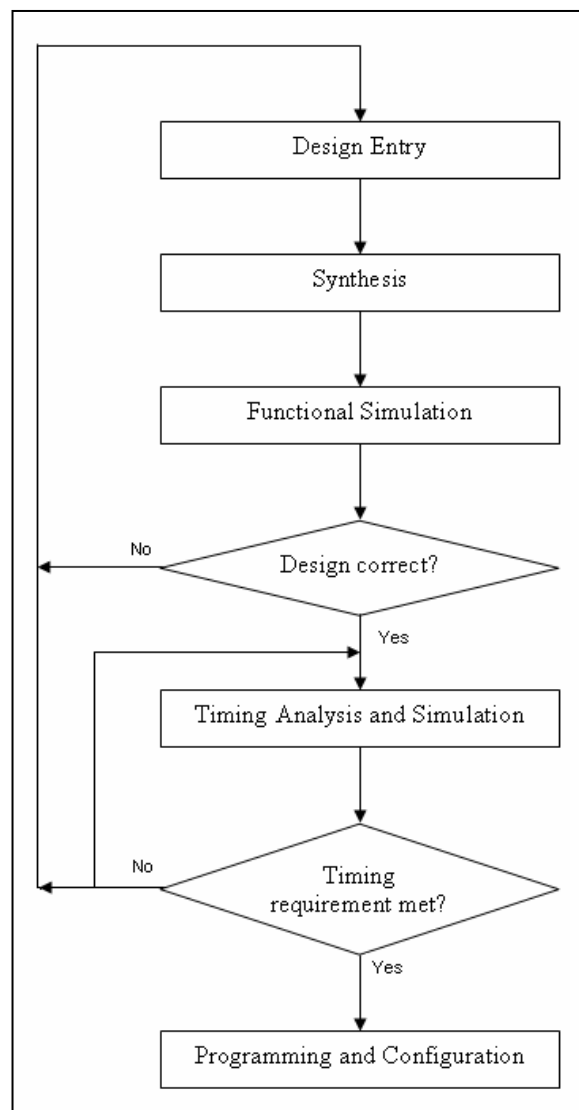 Design Entry
Synthesis
Functional Simulation
No
Design correct?
Yes
Timing Analysis and Simulation
No
Timing
requirement met?
Yes
Programming and Configuration